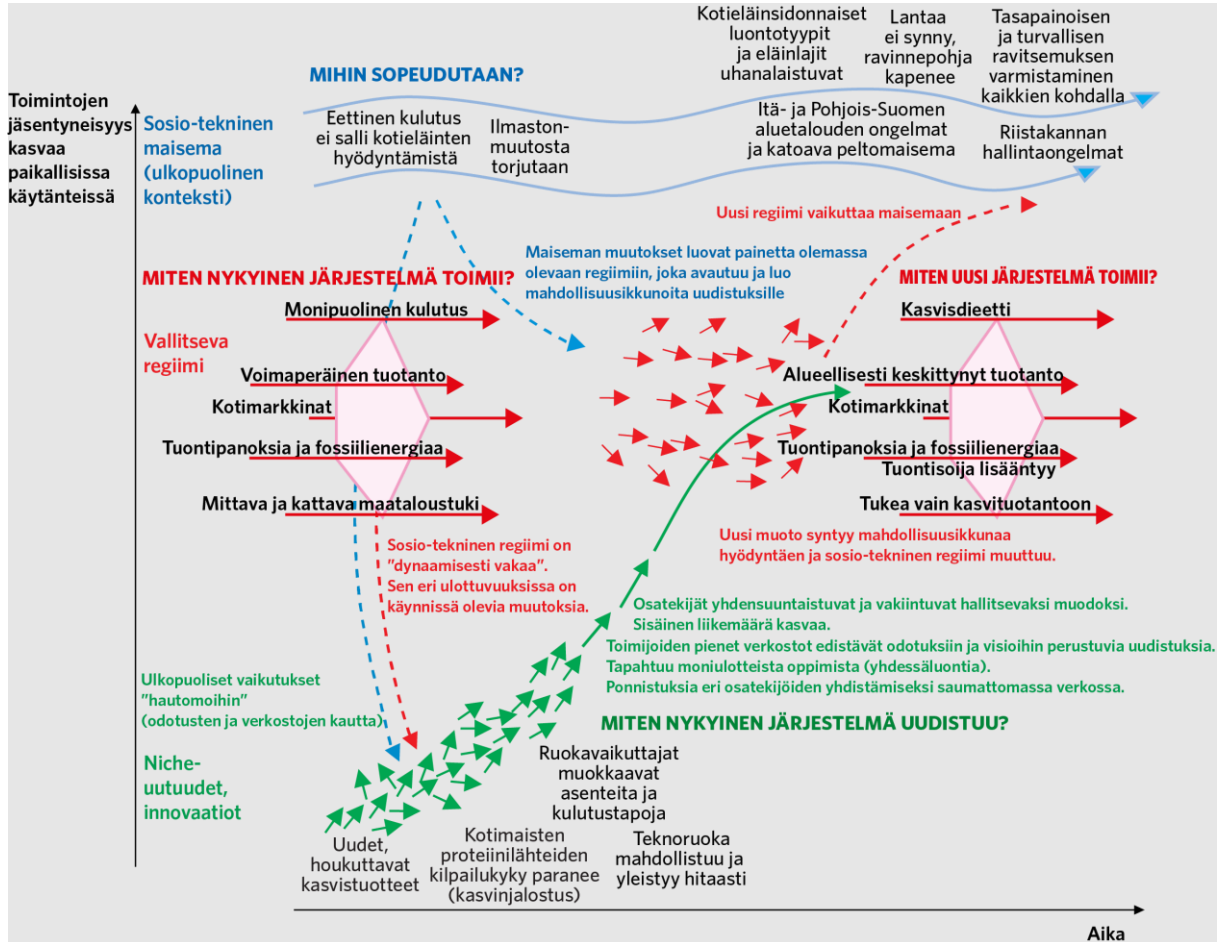 Kotieläinsidonnaiset
luontotyypit
ja eläinlajit
uhanalaistuvat
Lantaa
ei synny,
ravinnepohja
kapenee
Tasapainoisen
ja turvallisen
ravitsemuksen
varmistaminen
kaikkien kohdalla
MIHIN SOPEUDUTAAN?
Toimintojen
jäsentyneisyys
kasvaa
paikallisissa
käytänteissä
Sosio-tekninen
maisema
(ulkopuolinen
konteksti)
Eettinen kulutus
ei salli kotieläinten
hyödyntämistä
Ilmaston-
muutosta
torjutaan
Itä- ja Pohjois-Suomen
aluetalouden ongelmat
ja katoava peltomaisema
Riistakannan
hallintaongelmat
Uusi regiimi vaikuttaa maisemaan
Maiseman muutokset luovat painetta olemassa
olevaan regiimiin, joka avautuu ja luo
mahdollisuusikkunoita uudistuksille
MITEN NYKYINEN JÄRJESTELMÄ TOIMII?
Vallitseva
regiimi
Monipuolinen kulutus
Voimaperäinen tuotanto
Kotimarkkinat
Tuontipanoksia ja fossiilienergiaa
Mittava ja kattava maataloustuki
MITEN UUSI JÄRJESTELMÄ TOIMII?
Kasvisdieetti
Alueellisesti keskittynyt tuotanto
Kotimarkkinat
Tuontipanoksia ja fossiilienergiaa
Tuontisoija lisääntyy
Tukea vain kasvituotantoon
Sosio-tekninen regiimi on
"dynaamisesti vakaa".
Sen eri ulottuvuuksissa on
käynnissä olevia muutoksia.
Uusi muoto syntyy mahdollisuusikkunaa
hyödyntäen ja sosio-tekninen regiimi muuttuu.
Osatekijät yhdensuuntaistuvat ja vakiintuvat hallitsevaksi muodoksi.
Sisäinen liikemäärä kasvaa.
Toimijoiden pienet verkostot edistävät odotuksiin ja visioihin perustuvia uudistuksia.
Tapahtuu moniulotteista oppimista (yhdessäluontia).
Ponnistuksia eri osatekijöiden yhdistämiseksi saumattomassa verkossa.
Ulkopuoliset vaikutukset
"hautomoihin"
(odotusten ja verkostojen kautta)
MITEN NYKYINEN JÄRJESTELMÄ UUDISTUU?
Niche-
uutuudet,
innovaatiot
Ruokavaikuttajat
muokkaavat
asenteita ja
kulutustapoja
Uudet,
houkuttavat
kasvistuotteet
Kotimaisten
proteiinilähteiden
kilpailukyky paranee
(kasvinjalostus)
Teknoruoka
mahdollistuu ja
yleistyy hitaasti
Aika